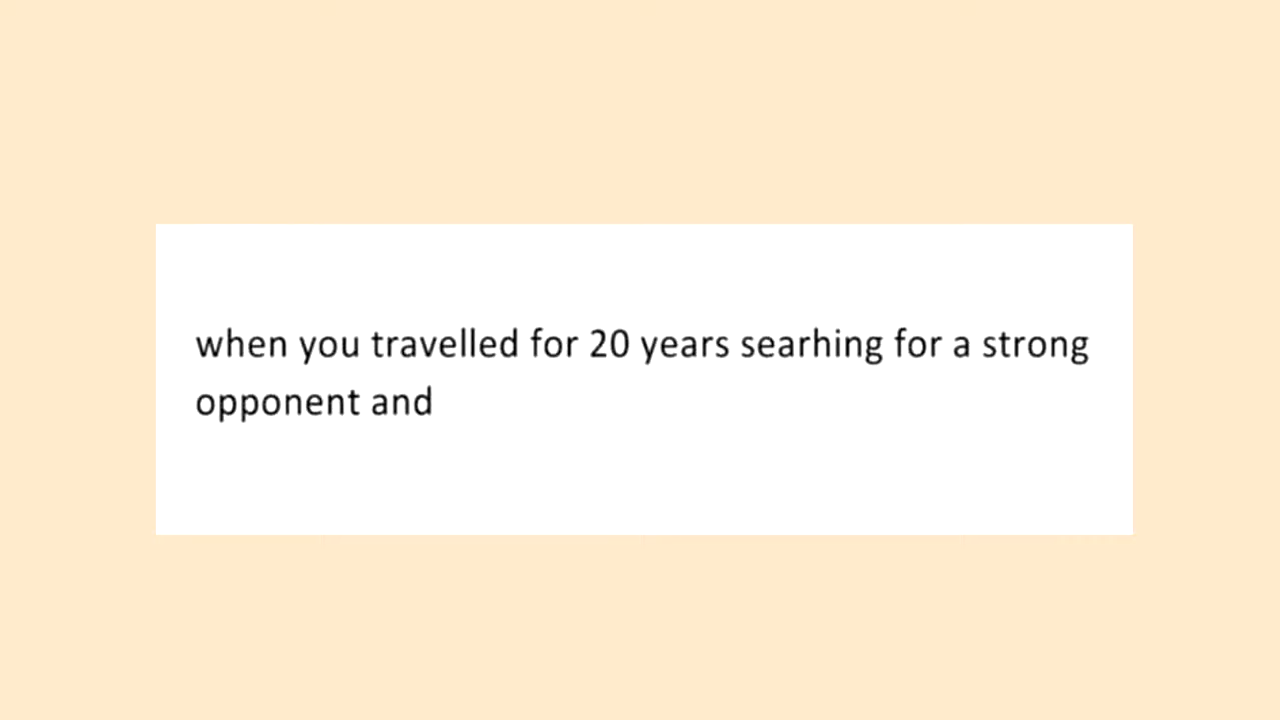 when you travelled for 20 years searhing for a strong
opponent and